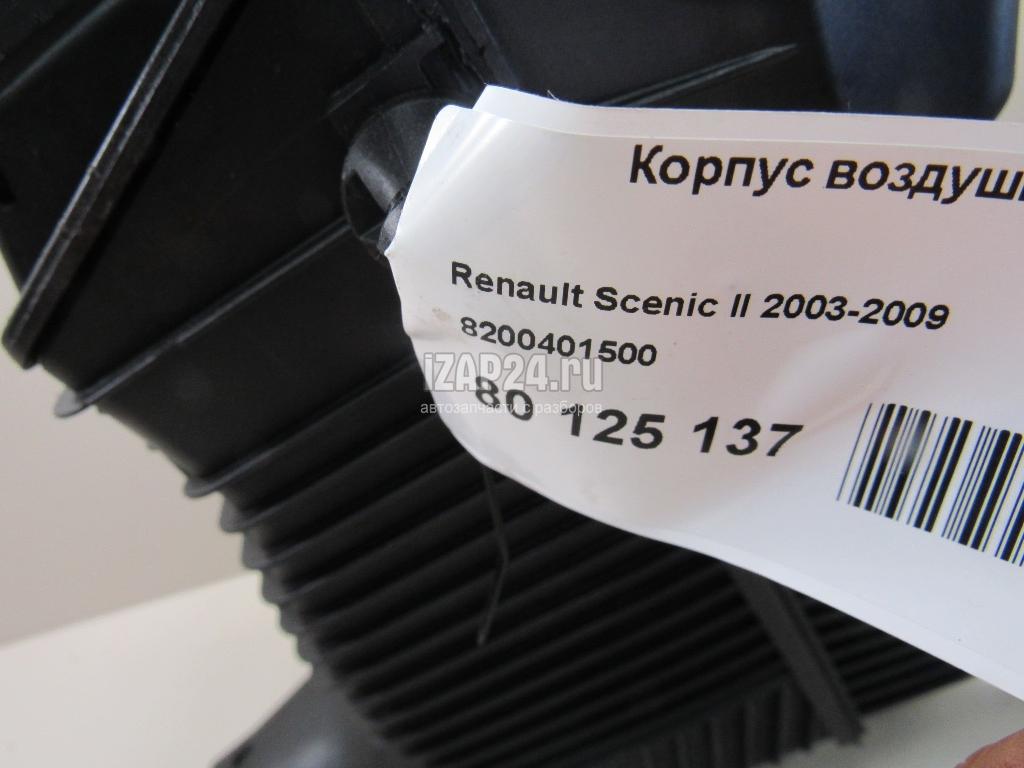 Корпус воздуш
Renault Scenic II 2003-2009
8200401500
iZAP24.ru
автозапчасти с разборов
80 125 137